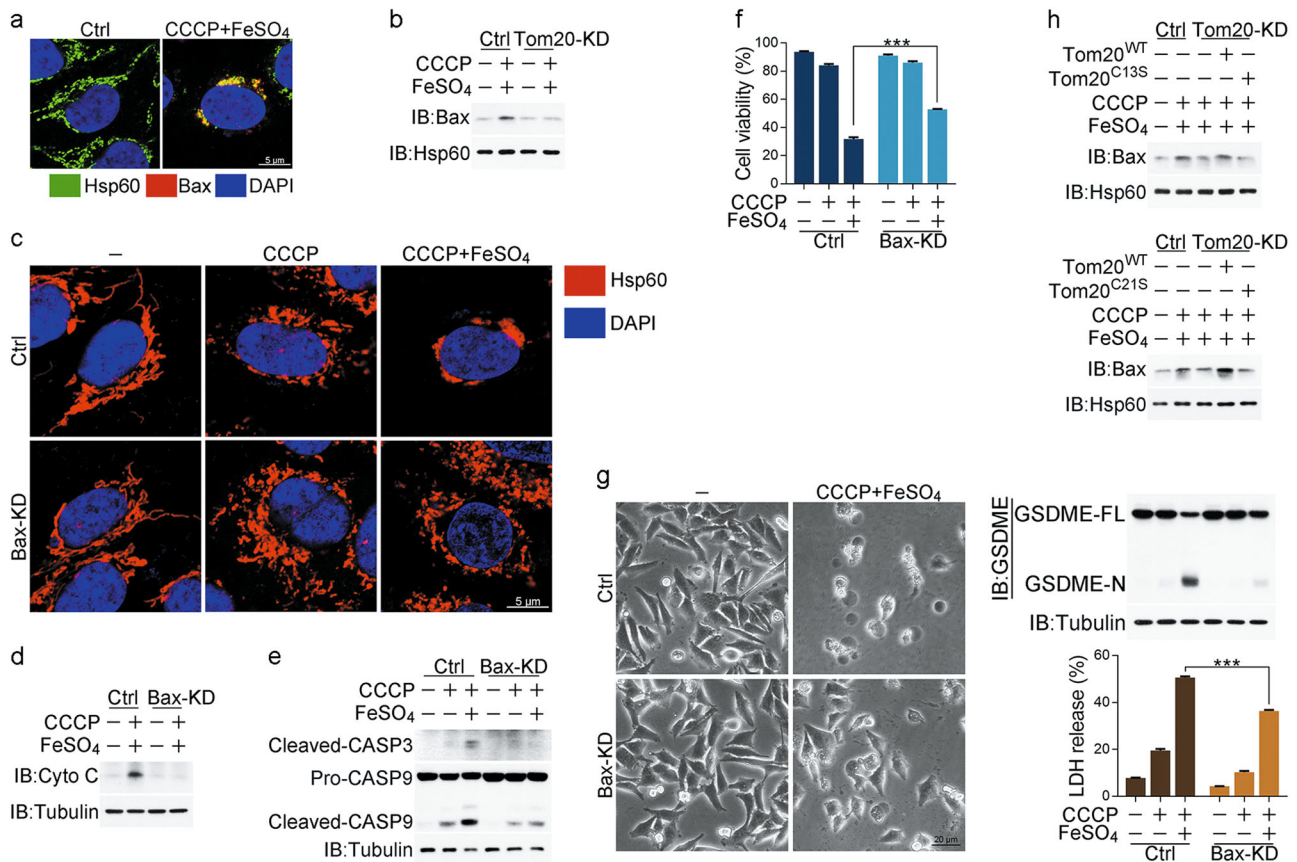 a
Ctrl
CCCP+FeSO4
5 μm
Hsp60
Bax
DAPI
b
Ctrl Tom20-KD
CCCP − + − +
FeSO4 − + − +
IB:Bax
IB:Hsp60
c
− CCCP CCCP+FeSO4
Ctrl
Bax-KD
5 μm
Hsp60
DAPI
d
Ctrl Bax-KD
CCCP − + − +
FeSO4 − + − +
IB:Cyto C
IB:Tubulin
e
Ctrl Bax-KD
CCCP − + + − + +
FeSO4 − − + − − +
Cleaved-CASP3
Pro-CASP9
Cleaved-CASP9
IB:Tubulin
f
Cell viability (%)
100
80
60
40
20
0
***
CCCP − + + − + +
FeSO4 − − + − − +
Ctrl Bax-KD
g
− CCCP+FeSO4
Ctrl
Bax-KD
20 μm
IB:GSDME
GSDME-FL
GSDME-N
IB:Tubulin
LDH release (%)
60
40
20
0
***
CCCP − + + − + +
FeSO4 − − + − − +
Ctrl Bax-KD
h
Ctrl Tom20-KD
Tom20WT − − − + −
Tom20C13S − − − − +
CCCP − + + + +
FeSO4 − + + + +
IB:Bax
IB:Hsp60
Ctrl Tom20-KD
Tom20WT − − − + −
Tom20C21S − − − − +
CCCP − + + + +
FeSO4 − + + + +
IB:Bax
IB:Hsp60